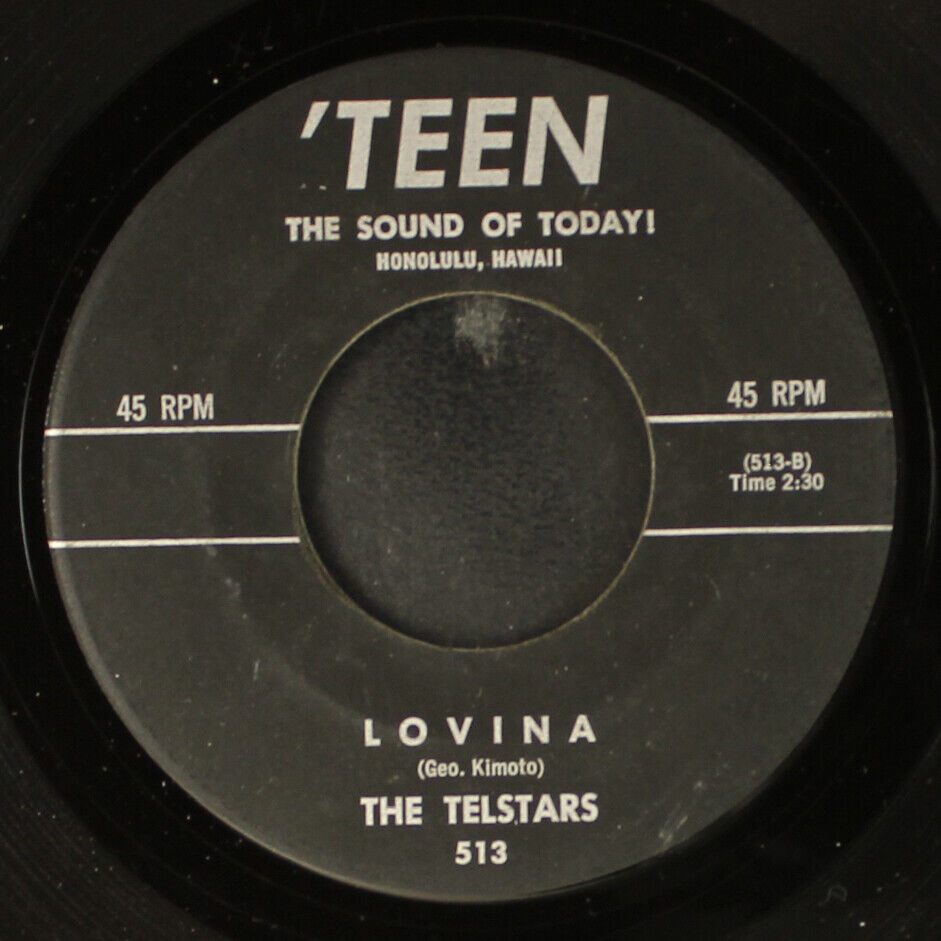 'TEEN
THE SOUND OF TODAY!
HONOLULU, HAWAII
45 RPM
45 RPM
(513-B)
Time 2:30
LOVINA
(Geo. Kimoto)
THE TELSTARS
513